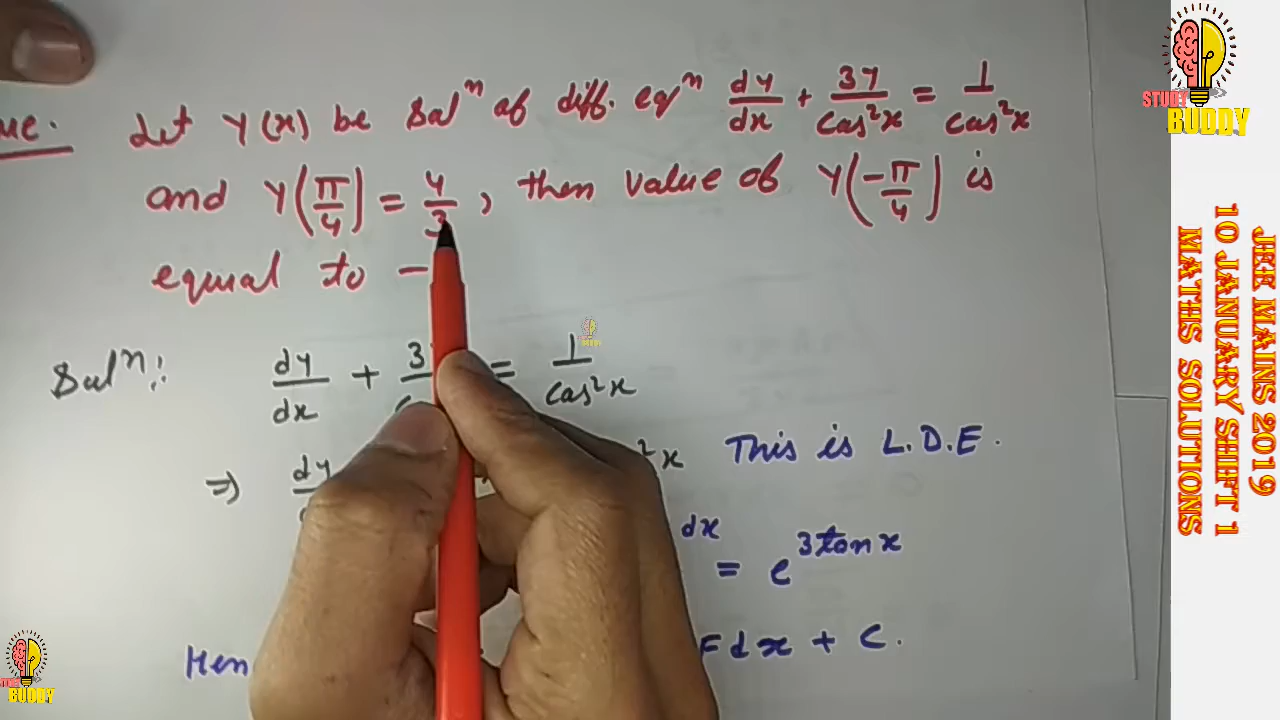 ue. Let Y(x) be Solⁿ of diff. eqⁿ dy/dx + 3y/cos²x = 1/cos²x
and Y(π/4) = 4/3, then value of Y(-π/4) is
equal to -
Solⁿ: dy/dx + 3 = 1/cos²x
=> dy ²x This is L.D.E.
dx = e^3tanx
Hen F dx + C.
STUDY
BUDDY
JEE MAINS 2019
10 JANUARY SHIFT 1
MATHS SOLUTIONS
BUDDY